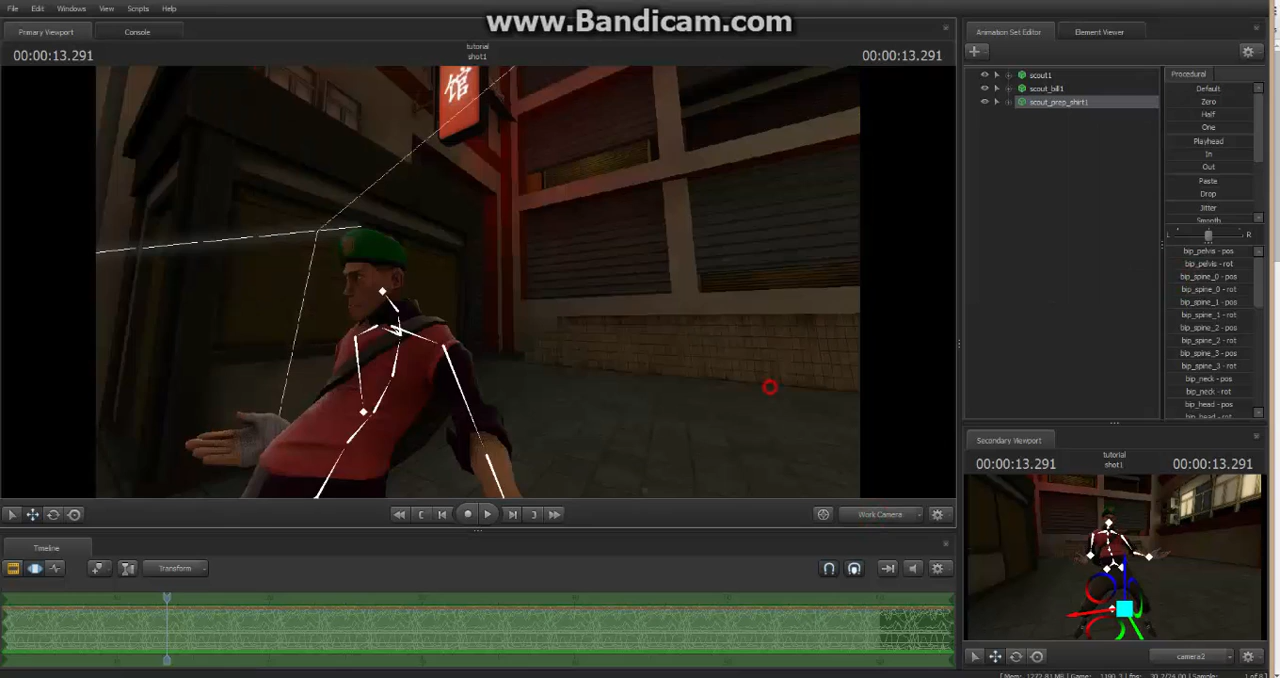 www.Bandicam.com
File Edit Windows View Scripts Help
Primary Viewport Console
00:00:13.291
tutorial
shot1
00:00:13.291
馆
Work Camera
Timeline
Transform
Animation Set Editor Element Viewer
scout1
scout_bill1
scout_prep_shirt1
Procedural
Default
Zero
Half
One
Playhead
In
Out
Paste
Drop
Jitter
Smooth
L R
bip_pelvis - pos
bip_pelvis - rot
bip_spine_0 - pos
bip_spine_0 - rot
bip_spine_1 - pos
bip_spine_1 - rot
bip_spine_2 - pos
bip_spine_2 - rot
bip_spine_3 - pos
bip_spine_3 - rot
bip_neck - pos
bip_neck - rot
bip_head - pos
bip_head - rot
Secondary Viewport
00:00:13.291
tutorial
shot1
00:00:13.291
camera2